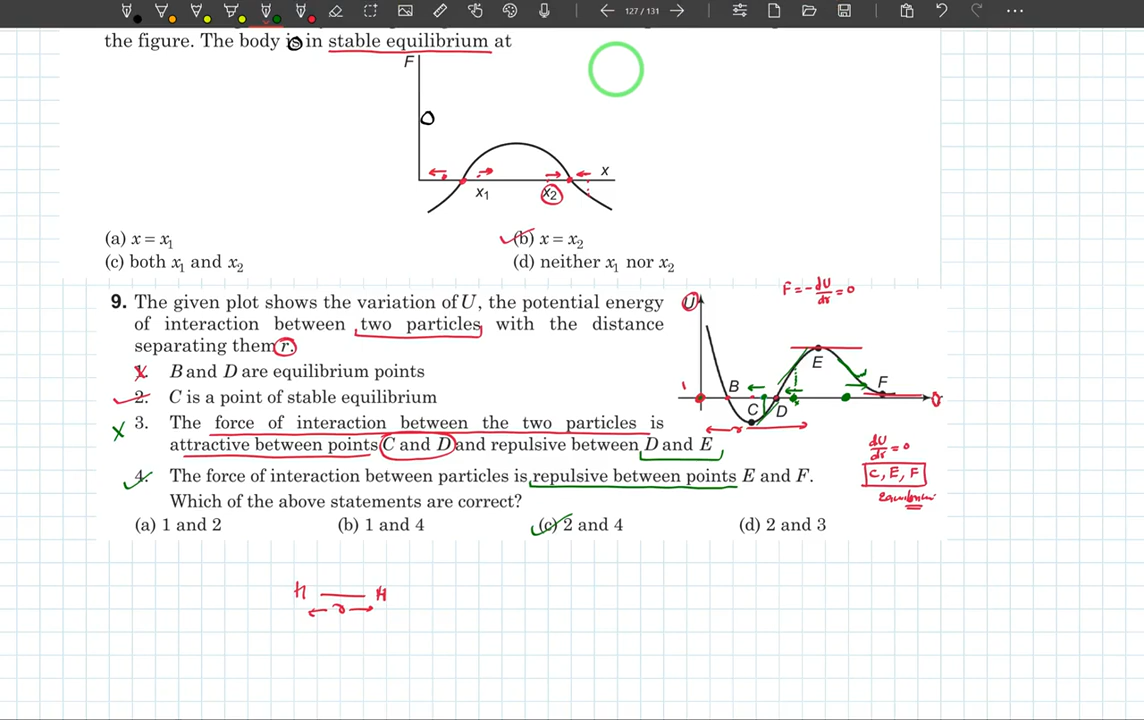 127 / 131
the figure. The body is in stable equilibrium at
F
x
x1
x2
(a) x = x1
(b) x = x2
(c) both x1 and x2
(d) neither x1 nor x2
9. The given plot shows the variation of U, the potential energy
of interaction between two particles with the distance
separating them r.
1. B and D are equilibrium points
2. C is a point of stable equilibrium
3. The force of interaction between the two particles is
attractive between points C and D and repulsive between D and E
4. The force of interaction between particles is repulsive between points E and F.
Which of the above statements are correct?
(a) 1 and 2
(b) 1 and 4
(c) 2 and 4
(d) 2 and 3
U
F = -dU/dr = 0
E
B
F
C
D
r
dU/dr = 0
C, E, F
H
H
r